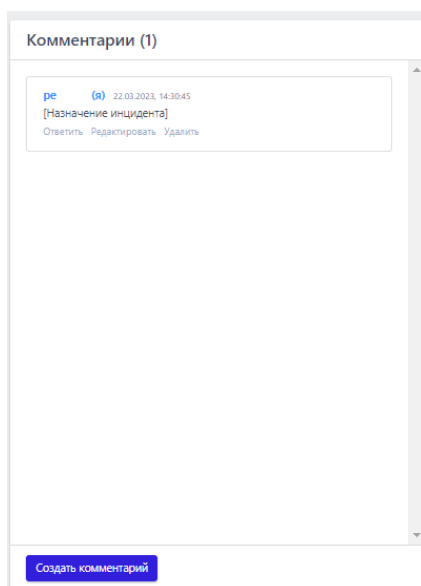 Комментарии (1)
ре (я) 22.03.2023, 14:30:45
[Назначение инцидента]
Ответить Редактировать Удалить
Создать комментарий